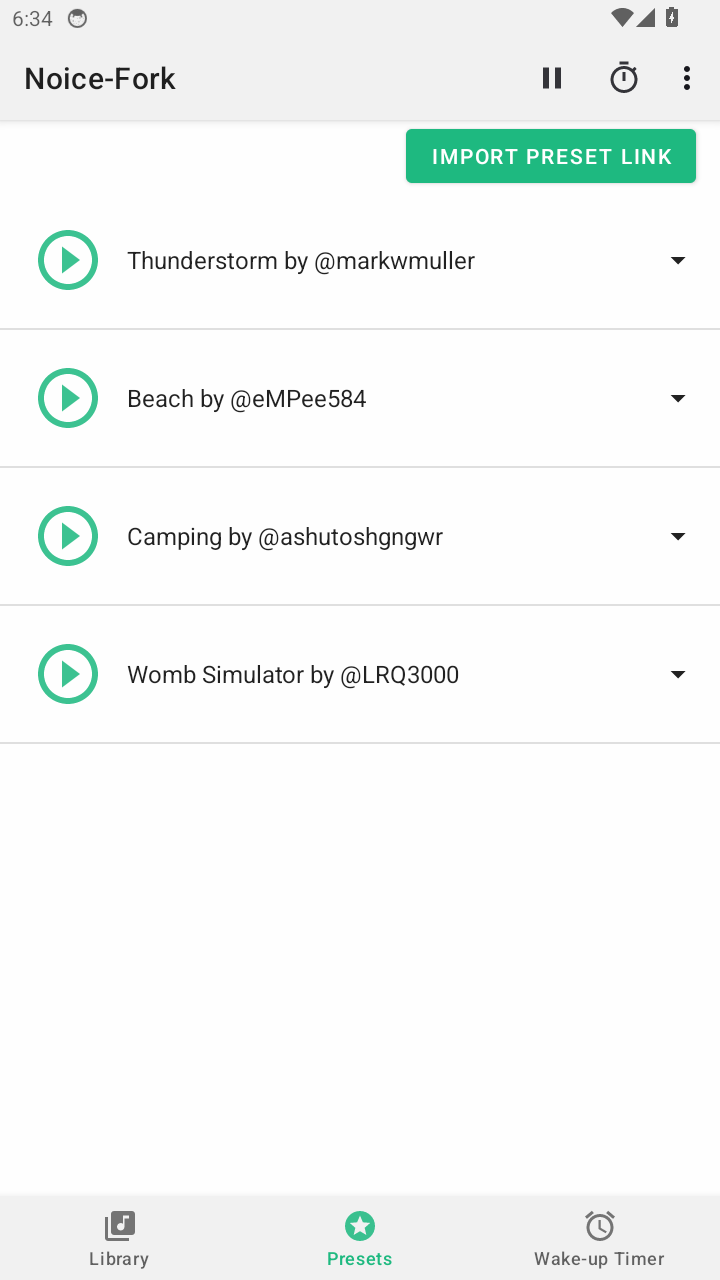 6:34
Noice-Fork
IMPORT PRESET LINK
Thunderstorm by @markwmuller
Beach by @eMPee584
Camping by @ashutoshgngwr
Womb Simulator by @LRQ3000
Library
Presets
Wake-up Timer